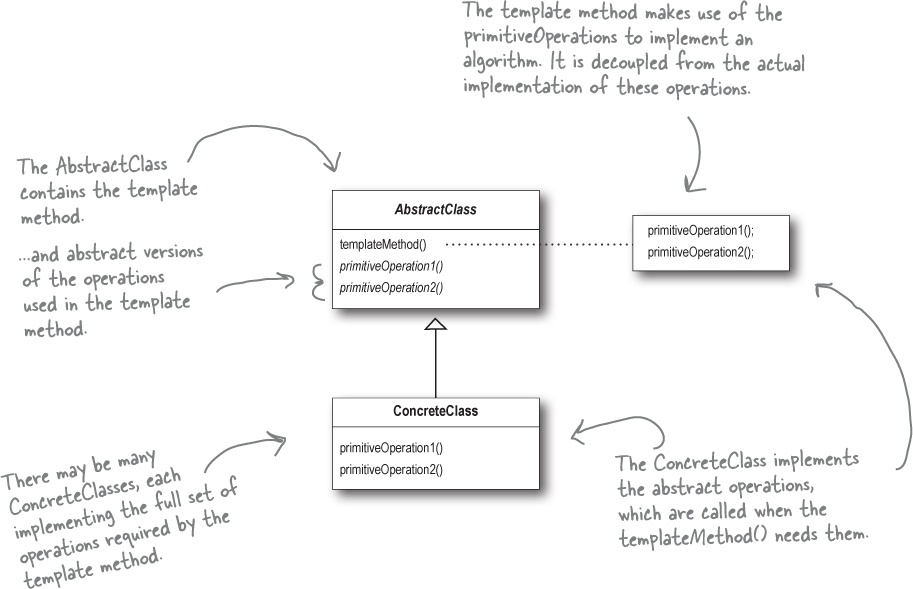 The template method makes use of the
primitiveOperations to implement an
algorithm. It is decoupled from the actual
implementation of these operations.
The AbstractClass
contains the template
method.
...and abstract versions
of the operations
used in the template
method.
AbstractClass
templateMethod()
primitiveOperation1()
primitiveOperation2()
primitiveOperation1();
primitiveOperation2();
ConcreteClass
primitiveOperation1()
primitiveOperation2()
There may be many
ConcreteClasses, each
implementing the full set of
operations required by the
template method.
The ConcreteClass implements
the abstract operations,
which are called when the
templateMethod() needs them.